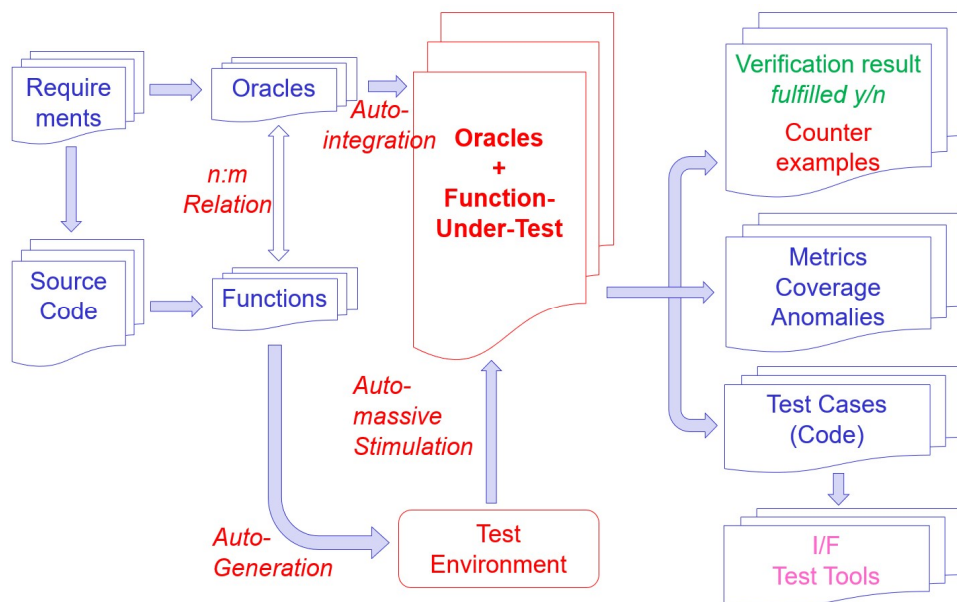 Require
ments
Oracles
Auto-
integration
n:m
Relation
Source
Code
Functions
Oracles
+
Function-
Under-Test
Auto-
massive
Stimulation
Auto-
Generation
Test
Environment
Verification result
fulfilled y/n
Counter
examples
Metrics
Coverage
Anomalies
Test Cases
(Code)
I/F
Test Tools